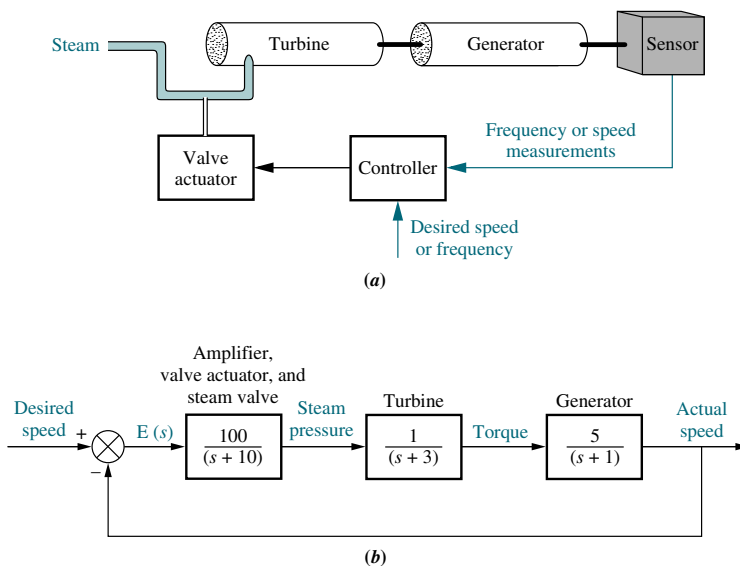 Steam
Turbine
Generator
Sensor
Valve
actuator
Controller
Frequency or speed
measurements
Desired speed
or frequency
(a)
Amplifier,
valve actuator, and
steam valve
Desired
speed
+
−
E (s)
100
(s + 10)
Steam
pressure
Turbine
1
(s + 3)
Torque
Generator
5
(s + 1)
Actual
speed
(b)